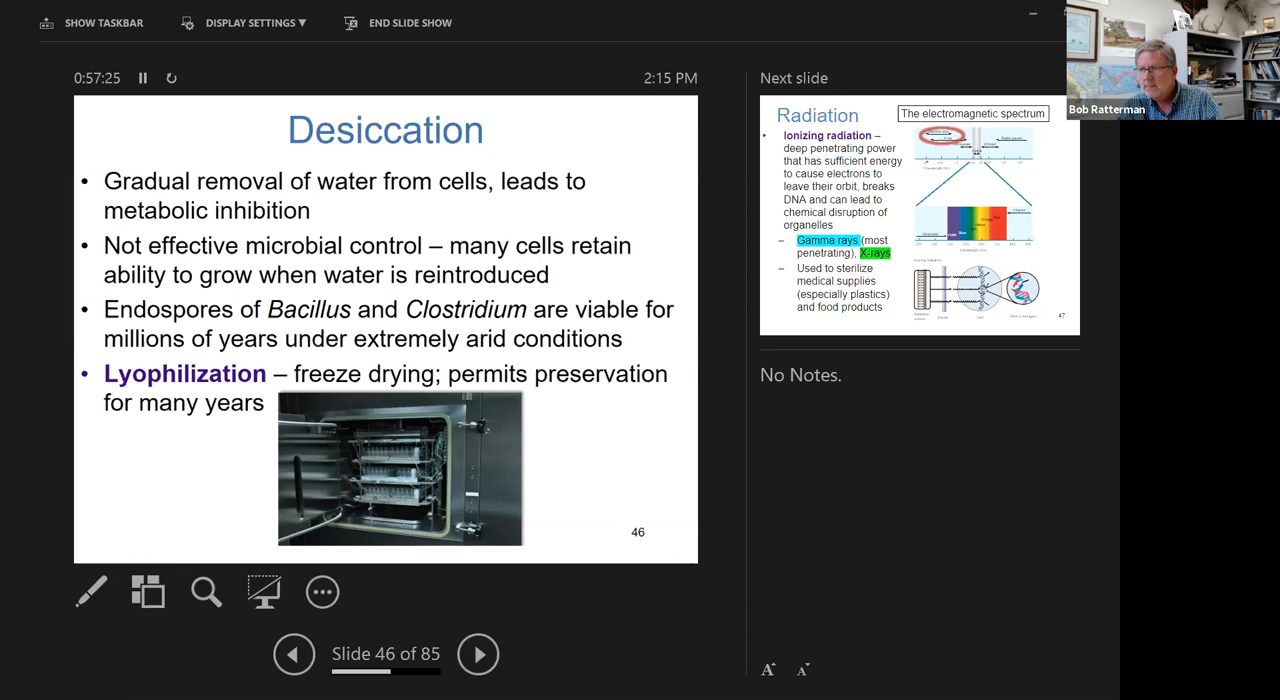 SHOW TASKBAR
DISPLAY SETTINGS ▼
END SLIDE SHOW
0:57:25
2:15 PM
Desiccation
• Gradual removal of water from cells, leads to
metabolic inhibition
• Not effective microbial control – many cells retain
ability to grow when water is reintroduced
• Endospores of Bacillus and Clostridium are viable for
millions of years under extremely arid conditions
• Lyophilization – freeze drying; permits preservation
for many years
46
Slide 46 of 85
Next slide
Radiation
The electromagnetic spectrum
• Ionizing radiation –
deep penetrating power
that has sufficient energy
to cause electrons to
leave their orbit, breaks
DNA and can lead to
chemical disruption of
organelles
– Gamma rays (most
penetrating), X-rays
– Used to sterilize
medical supplies
(especially plastics)
and food products
47
No Notes.
A
A
Bob Ratterman